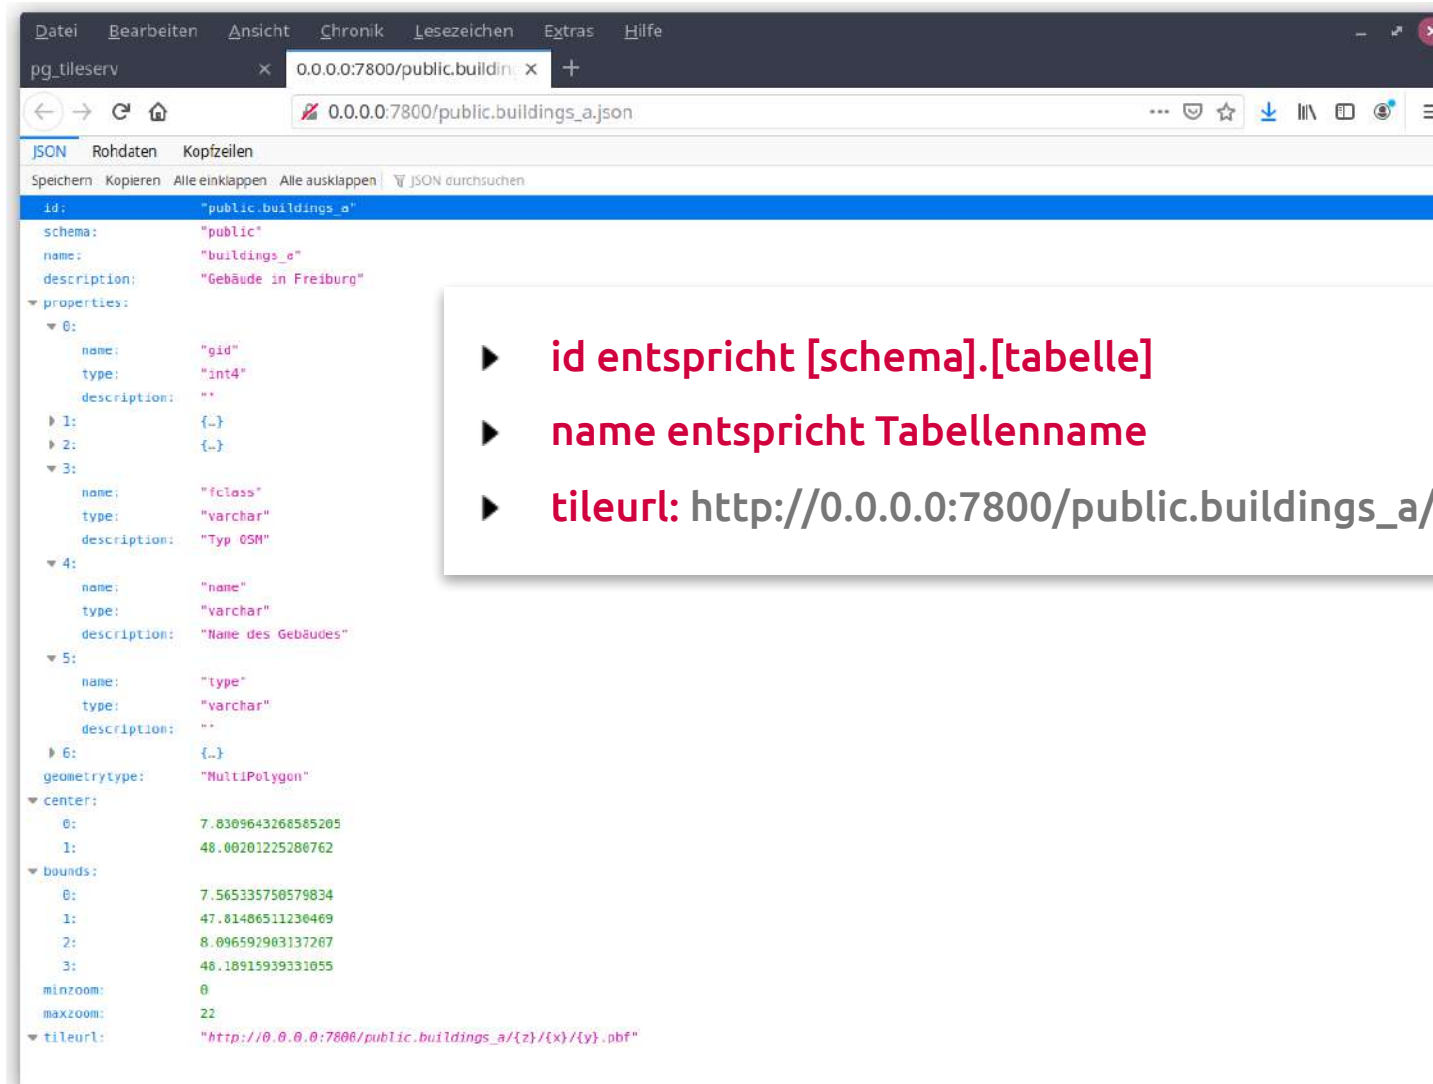 Datei Bearbeiten Ansicht Chronik Lesezeichen Extras Hilfe
pg_tileserv × 0.0.0.0:7800/public.building × +
0.0.0.0:7800/public.buildings_a.json
JSON Rohdaten Kopfzeilen
Speichern Kopieren Alle einklappen Alle ausklappen JSON durchsuchen
id: "public.buildings_a"
schema: "public"
name: "buildings_a"
description: "Gebäude in Freiburg"
properties:
0:
name: "gid"
type: "int4"
description: ""
1: {…}
2: {…}
3:
name: "fclass"
type: "varchar"
description: "Typ OSM"
4:
name: "name"
type: "varchar"
description: "Name des Gebäudes"
5:
name: "type"
type: "varchar"
description: ""
6: {…}
geometrytype: "MultiPolygon"
center:
0: 7.8309643268585205
1: 48.00201225280762
bounds:
0: 7.565335750579834
1: 47.81486511230469
2: 8.096592903137207
3: 48.18915939331055
minzoom: 0
maxzoom: 22
tileurl: "http://0.0.0.0:7800/public.buildings_a/{z}/{x}/{y}.pbf"
id entspricht [schema].[tabelle]
name entspricht Tabellenname
tileurl: http://0.0.0.0:7800/public.buildings_a/